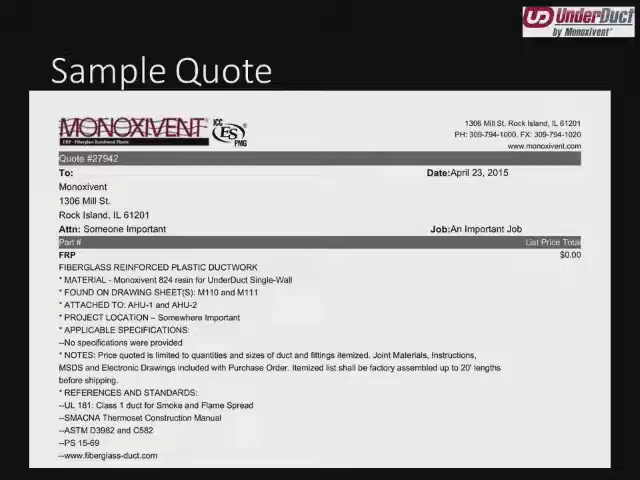 UD UnderDuct
by Monoxivent
Sample Quote
MONOXIVENT
FRP - Fiberglass Reinforced Plastic
ICC ES PMG
1306 Mill St. Rock Island, IL 61201
PH: 309-794-1000, FX: 309-794-1020
www.monoxivent.com
Quote #27942
To: Date:April 23, 2015
Monoxivent
1306 Mill St.
Rock Island, IL 61201
Attn: Someone Important Job:An Important Job
Part # List Price Total
FRP $0.00
FIBERGLASS REINFORCED PLASTIC DUCTWORK
* MATERIAL - Monoxivent 824 resin for UnderDuct Single-Wall
* FOUND ON DRAWING SHEET(S): M110 and M111
* ATTACHED TO: AHU-1 and AHU-2
* PROJECT LOCATION – Somewhere Important
* APPLICABLE SPECIFICATIONS:
--No specifications were provided
* NOTES: Price quoted is limited to quantities and sizes of duct and fittings itemized. Joint Materials, Instructions,
MSDS and Electronic Drawings included with Purchase Order. Itemized list shall be factory assembled up to 20' lengths
before shipping.
* REFERENCES AND STANDARDS:
--UL 181: Class 1 duct for Smoke and Flame Spread
--SMACNA Thermoset Construction Manual
--ASTM D3982 and C582
--PS 15-69
--www.fiberglass-duct.com